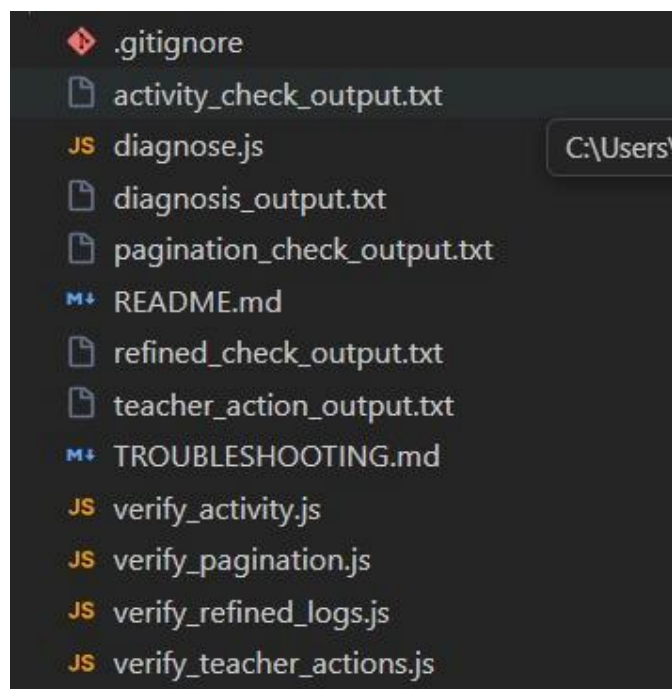 .gitignore
activity_check_output.txt
JS diagnose.js
C:\Users\
diagnosis_output.txt
pagination_check_output.txt
M↓ README.md
refined_check_output.txt
teacher_action_output.txt
M↓ TROUBLESHOOTING.md
JS verify_activity.js
JS verify_pagination.js
JS verify_refined_logs.js
JS verify_teacher_actions.js